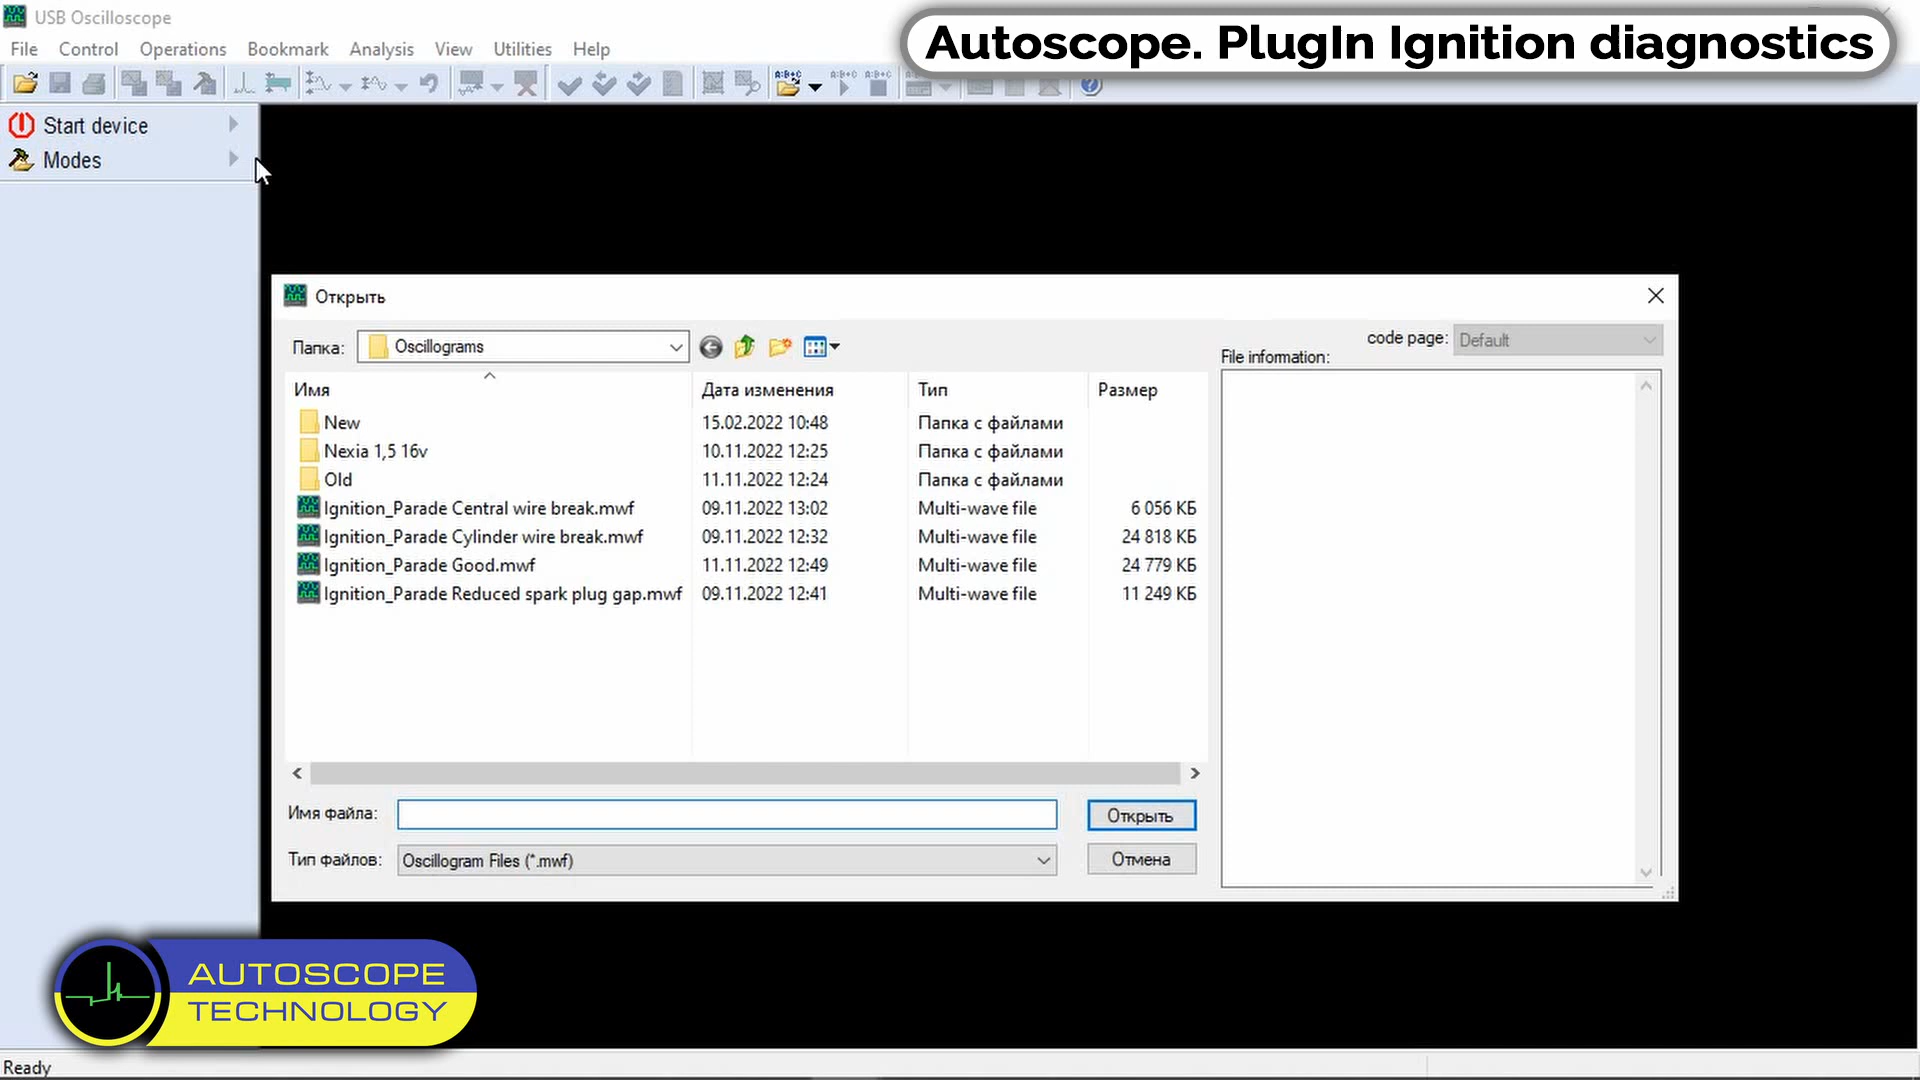 USB Oscilloscope
Autoscope. PlugIn Ignition diagnostics
File Control Operations Bookmark Analysis View Utilities Help
A:B+C A:B+C A:B+C
Start device
Modes
Открыть
Папка: Oscillograms
code page: Default
File information:
Имя Дата изменения Тип Размер
New 15.02.2022 10:48 Папка с файлами
Nexia 1,5 16v 10.11.2022 12:25 Папка с файлами
Old 11.11.2022 12:24 Папка с файлами
Ignition_Parade Central wire break.mwf 09.11.2022 13:02 Multi-wave file 6 056 КБ
Ignition_Parade Cylinder wire break.mwf 09.11.2022 12:32 Multi-wave file 24 818 КБ
Ignition_Parade Good.mwf 11.11.2022 12:49 Multi-wave file 24 779 КБ
Ignition_Parade Reduced spark plug gap.mwf 09.11.2022 12:41 Multi-wave file 11 249 КБ
Имя файла: Открыть
Тип файлов: Oscillogram Files (*.mwf) Отмена
AUTOSCOPE
TECHNOLOGY
Ready